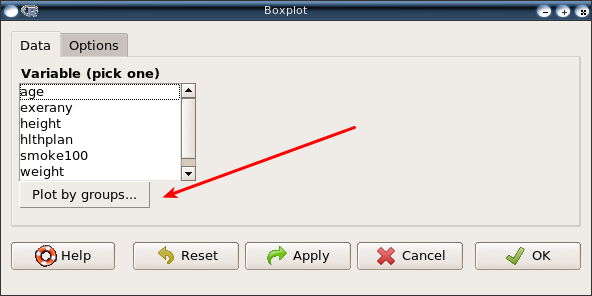 Boxplot
Data Options
Variable (pick one)
age
exerany
height
hlthplan
smoke100
weight
Plot by groups...
Help Reset Apply Cancel OK